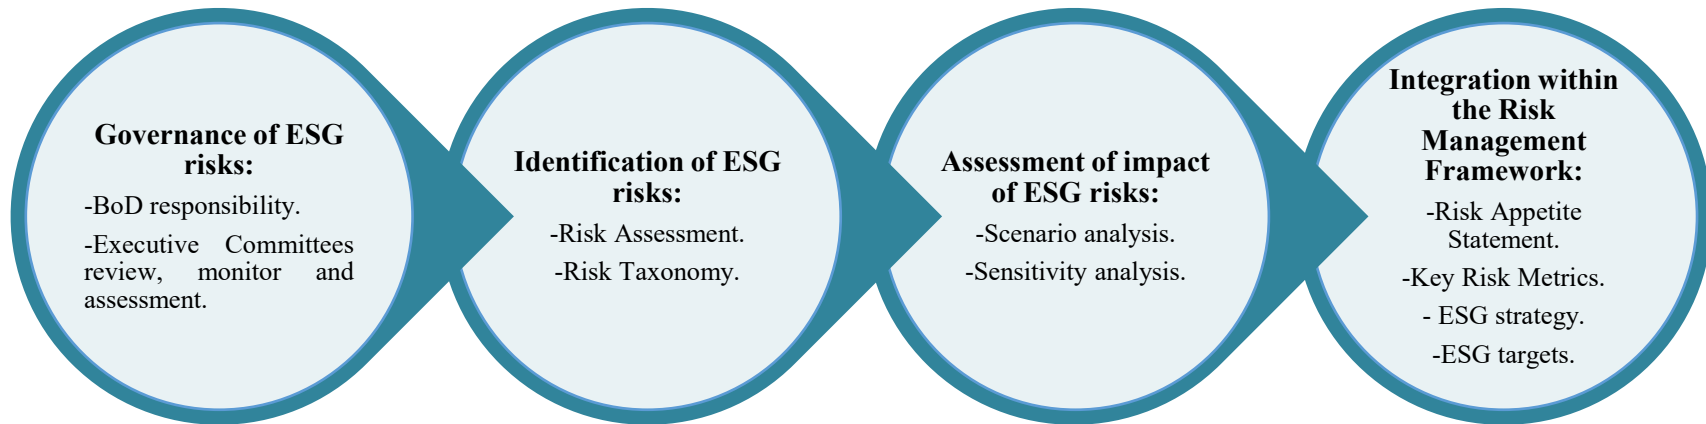 Governance of ESG
risks:
-BoD responsibility.
-Executive Committees
review, monitor and
assessment.
Identification of ESG
risks:
-Risk Assessment.
-Risk Taxonomy.
Assessment of impact
of ESG risks:
-Scenario analysis.
-Sensitivity analysis.
Integration within
the Risk
Management
Framework:
-Risk Appetite
Statement.
-Key Risk Metrics.
- ESG strategy.
-ESG targets.